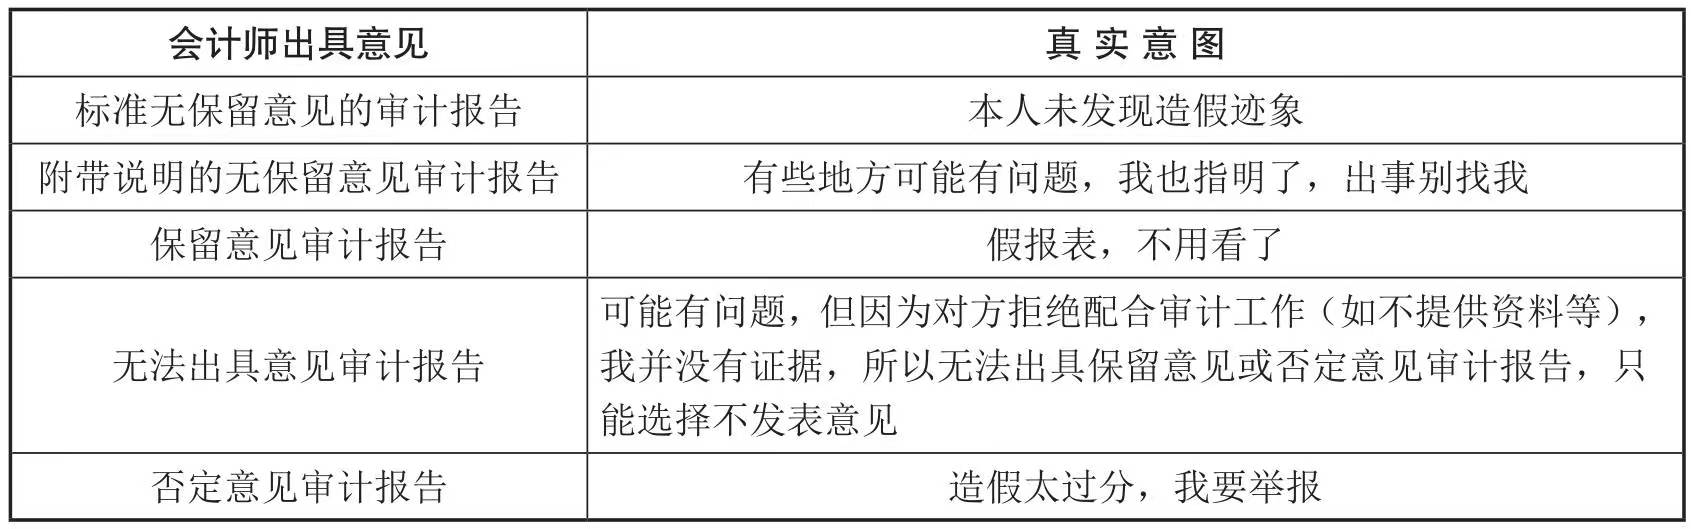 会计师出具意见
真实意图
标准无保留意见的审计报告
本人未发现造假迹象
附带说明的无保留意见审计报告
有些地方可能有问题，我也指明了，出事别找我
保留意见审计报告
假报表，不用看了
无法出具意见审计报告
可能有问题，但因为对方拒绝配合审计工作（如不提供资料等），
我并没有证据，所以无法出具保留意见或否定意见审计报告，只
能选择不发表意见
否定意见审计报告
造假太过分，我要举报